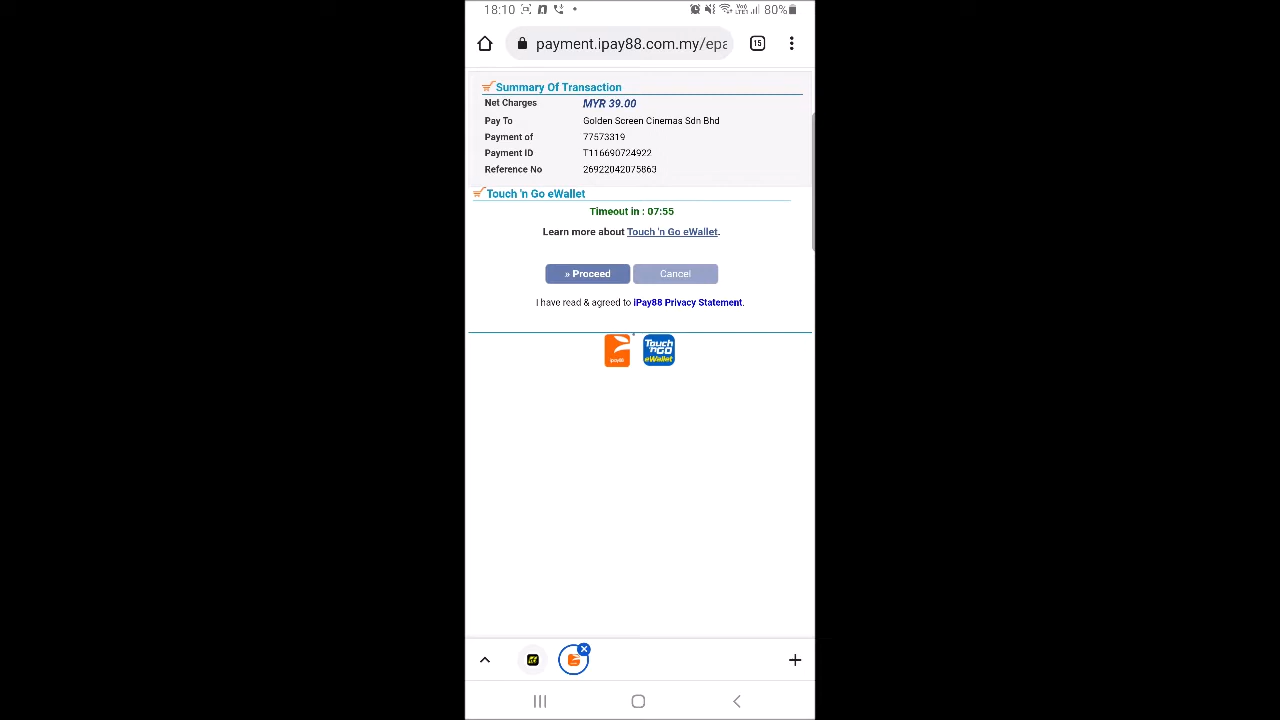 18:10 80%
payment.ipay88.com.my/epa 15
Summary Of Transaction
Net Charges MYR 39.00
Pay To Golden Screen Cinemas Sdn Bhd
Payment of 77573319
Payment ID T116690724922
Reference No 26922042075863
Touch 'n Go eWallet
Timeout in : 07:55
Learn more about Touch 'n Go eWallet.
» Proceed Cancel
I have read & agreed to iPay88 Privacy Statement.
ipay88
Touch
'nGO
eWallet